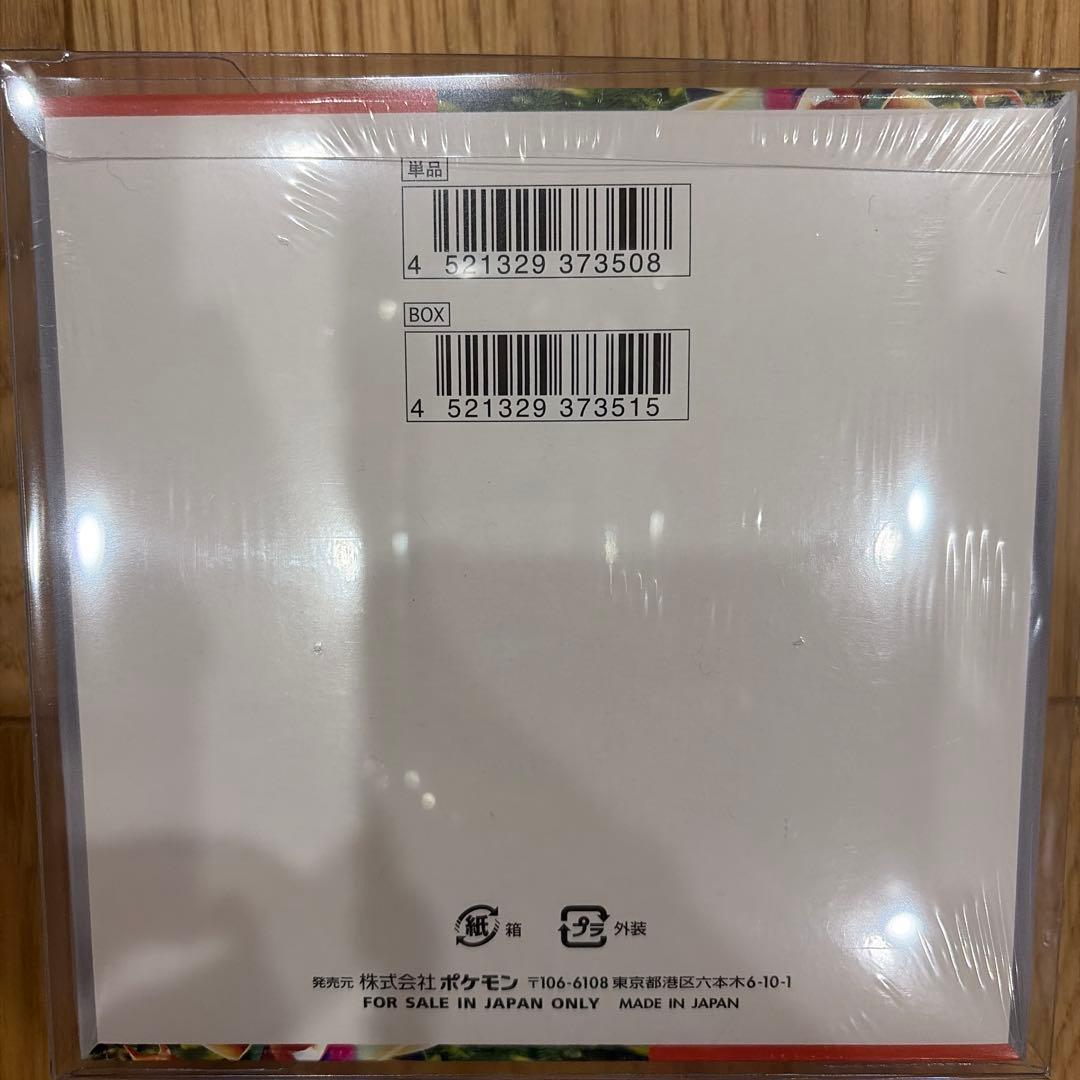 単品
4 521329 373508
BOX
4 521329 373515
紙 箱 プラ 外装
発売元 株式会社 ポケモン 〒106-6108 東京都港区六本木6-10-1
FOR SALE IN JAPAN ONLY MADE IN JAPAN